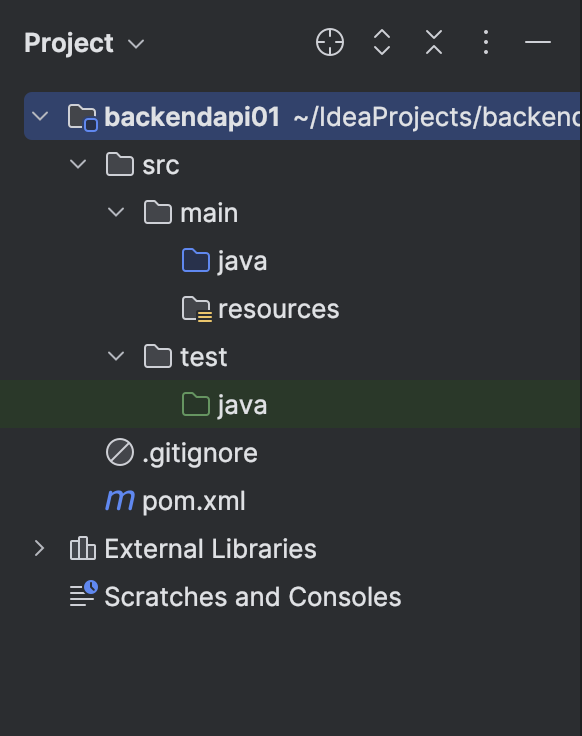 Project
backendapi01 ~/IdeaProjects/backend
src
main
java
resources
test
java
.gitignore
pom.xml
External Libraries
Scratches and Consoles